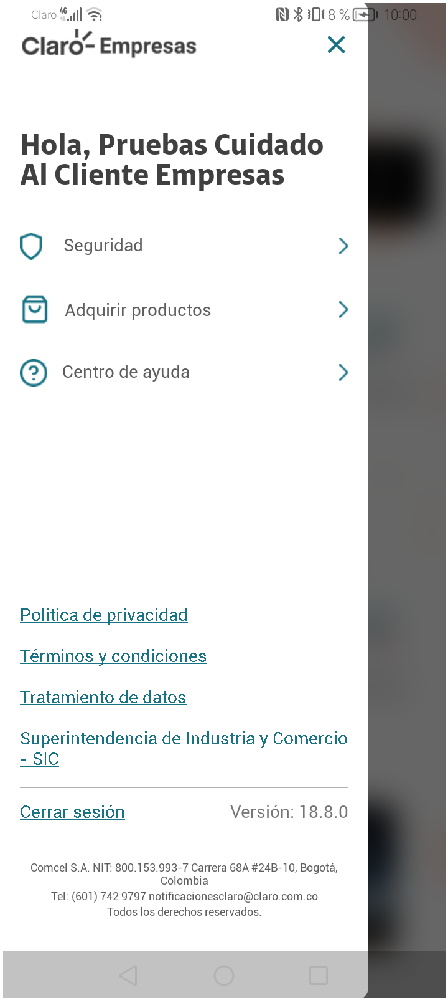 Claro 4G 8 % 10:00
Claro Empresas
Hola, Pruebas Cuidado
Al Cliente Empresas
Seguridad
Adquirir productos
Centro de ayuda
Política de privacidad
Términos y condiciones
Tratamiento de datos
Superintendencia de Industria y Comercio
- SIC
Cerrar sesión Versión: 18.8.0
Comcel S.A. NIT: 800.153.993-7 Carrera 68A #24B-10, Bogotá,
Colombia
Tel: (601) 742 9797 notificacionesclaro@claro.com.co
Todos los derechos reservados.